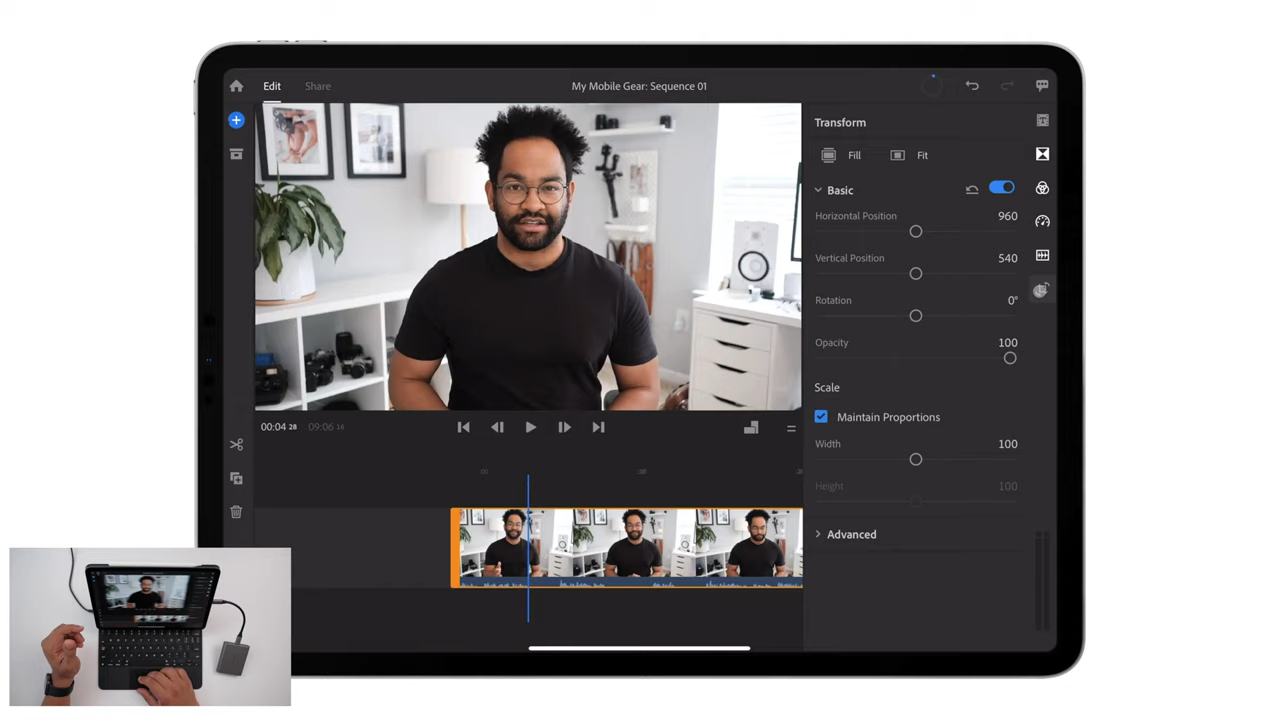 Edit
Share
My Mobile Gear: Sequence 01
Transform
Fill
Fit
Basic
Horizontal Position
960
Vertical Position
540
Rotation
0°
Opacity
100
Scale
Maintain Proportions
Width
100
Height
100
Advanced
00:04 28
09:06 14
:00